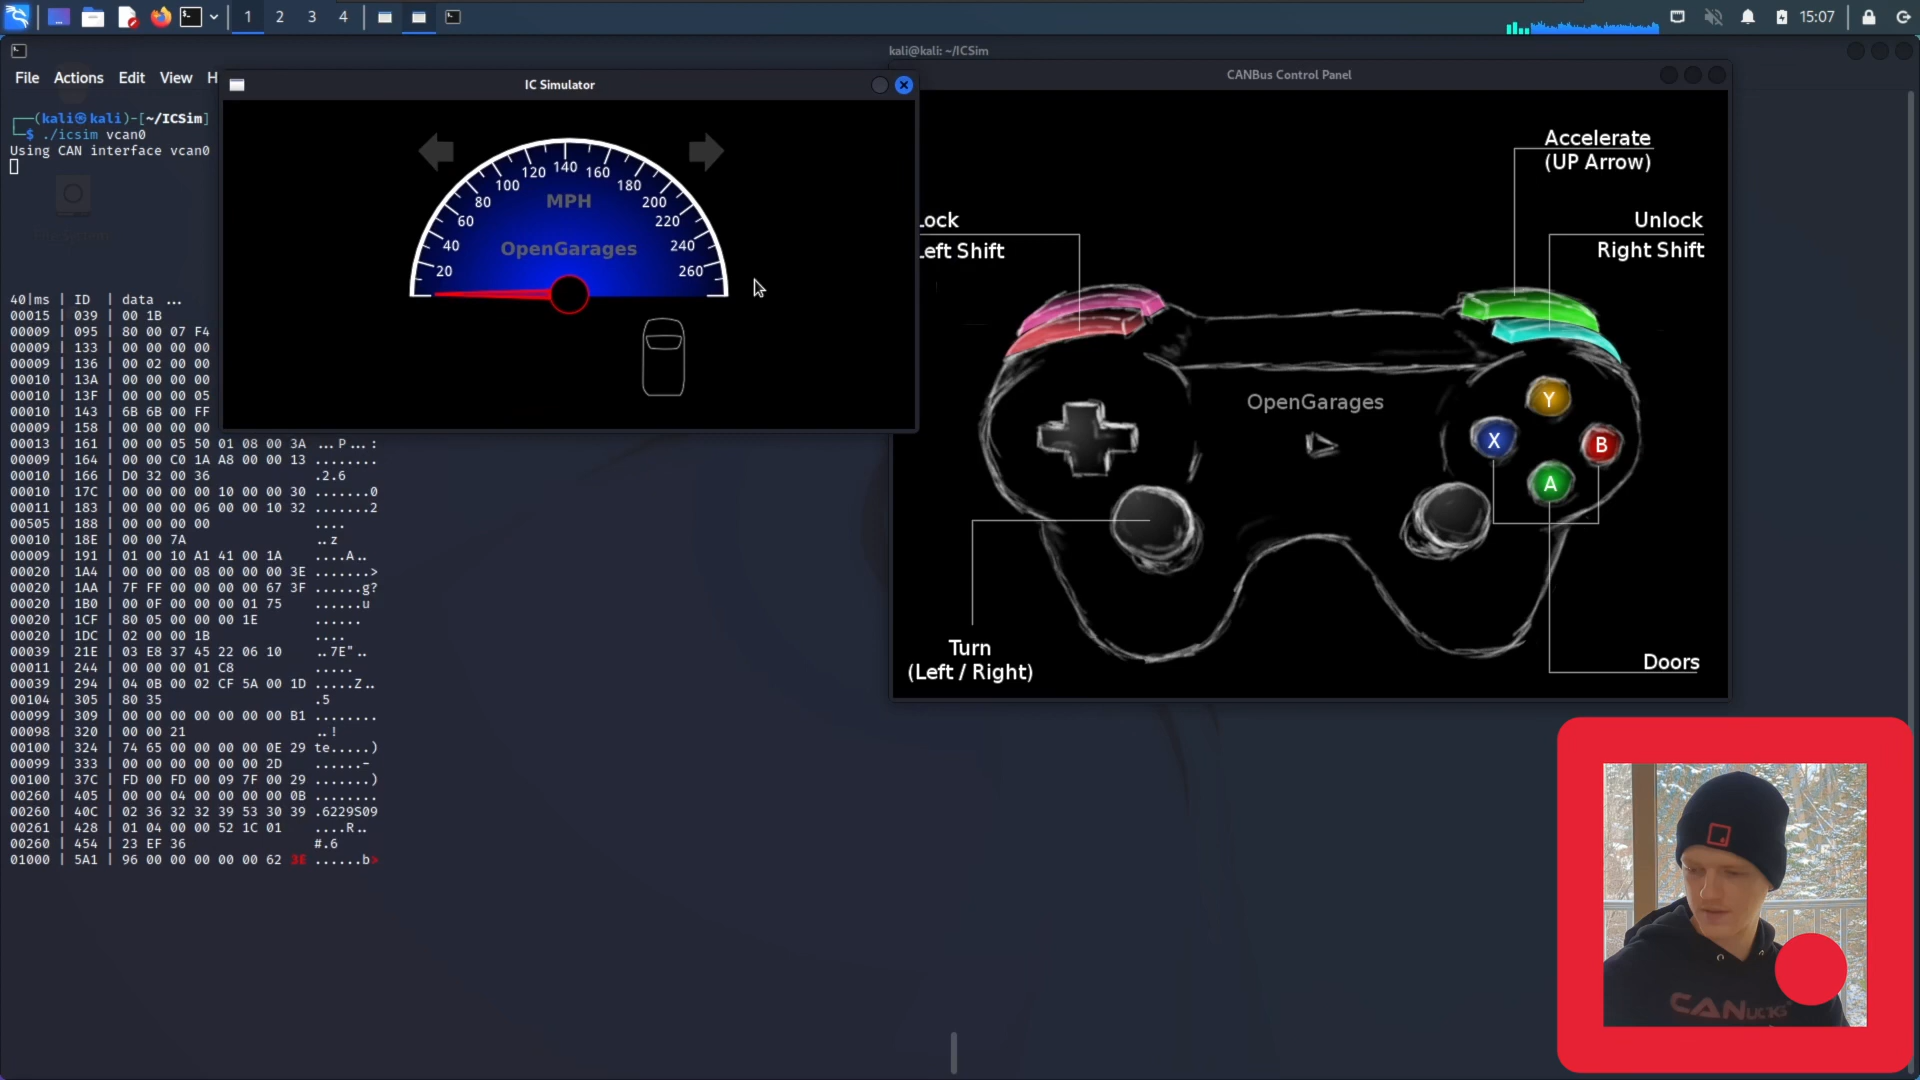 1 2 3 4
15:07
kali@kali: ~/ICSim
File Actions Edit View H
IC Simulator
CANBus Control Panel
(kali㉿kali)-[~/ICSim]
$ ./icsim vcan0
Using CAN interface vcan0
20 40 60 80 100 120 140 160 180 200 220 240 260
MPH
OpenGarages
Accelerate
(UP Arrow)
Lock
Left Shift
Unlock
Right Shift
OpenGarages
Y
X
B
A
Turn
(Left / Right)
Doors
40|ms | ID | data ...
00015 | 039 | 00 1B
00009 | 095 | 80 00 07 F4
00009 | 133 | 00 00 00 00
00009 | 136 | 00 02 00 00
00010 | 13A | 00 00 00 00
00010 | 13F | 00 00 00 05
00010 | 143 | 6B 6B 00 FF
00009 | 158 | 00 00 00 00
00013 | 161 | 00 00 05 50 01 08 00 3A ...P...:
00009 | 164 | 00 00 C0 1A A8 00 00 13 ........
00010 | 166 | D0 32 00 36 .2.6
00010 | 17C | 00 00 00 00 10 00 00 30 .......0
00011 | 183 | 00 00 00 06 00 00 10 32 .......2
00505 | 188 | 00 00 00 00 ....
00010 | 18E | 00 00 7A ..z
00009 | 191 | 01 00 10 A1 41 00 1A ....A..
00020 | 1A4 | 00 00 00 08 00 00 00 3E .......>
00020 | 1AA | 7F FF 00 00 00 00 67 3F ......g?
00020 | 1B0 | 00 0F 00 00 00 01 75 ......u
00020 | 1CF | 80 05 00 00 00 1E ......
00020 | 1DC | 02 00 00 1B ....
00039 | 21E | 03 E8 37 45 22 06 10 ..7E"..
00011 | 244 | 00 00 00 01 C8 .....
00039 | 294 | 04 0B 00 02 CF 5A 00 1D .....Z..
00104 | 305 | 80 35 .5
00099 | 309 | 00 00 00 00 00 00 00 B1 ........
00098 | 320 | 00 00 21 ..!
00100 | 324 | 74 65 00 00 00 00 0E 29 te.....)
00099 | 333 | 00 00 00 00 00 00 2D ......-
00100 | 37C | FD 00 FD 00 09 7F 00 29 .......)
00260 | 405 | 00 00 04 00 00 00 00 0B ........
00260 | 40C | 02 36 32 32 39 53 30 39 .6229S09
00261 | 428 | 01 04 00 00 52 1C 01 ....R..
00260 | 454 | 23 EF 36 #.6
01000 | 5A1 | 96 00 00 00 00 00 62 3E ......b>